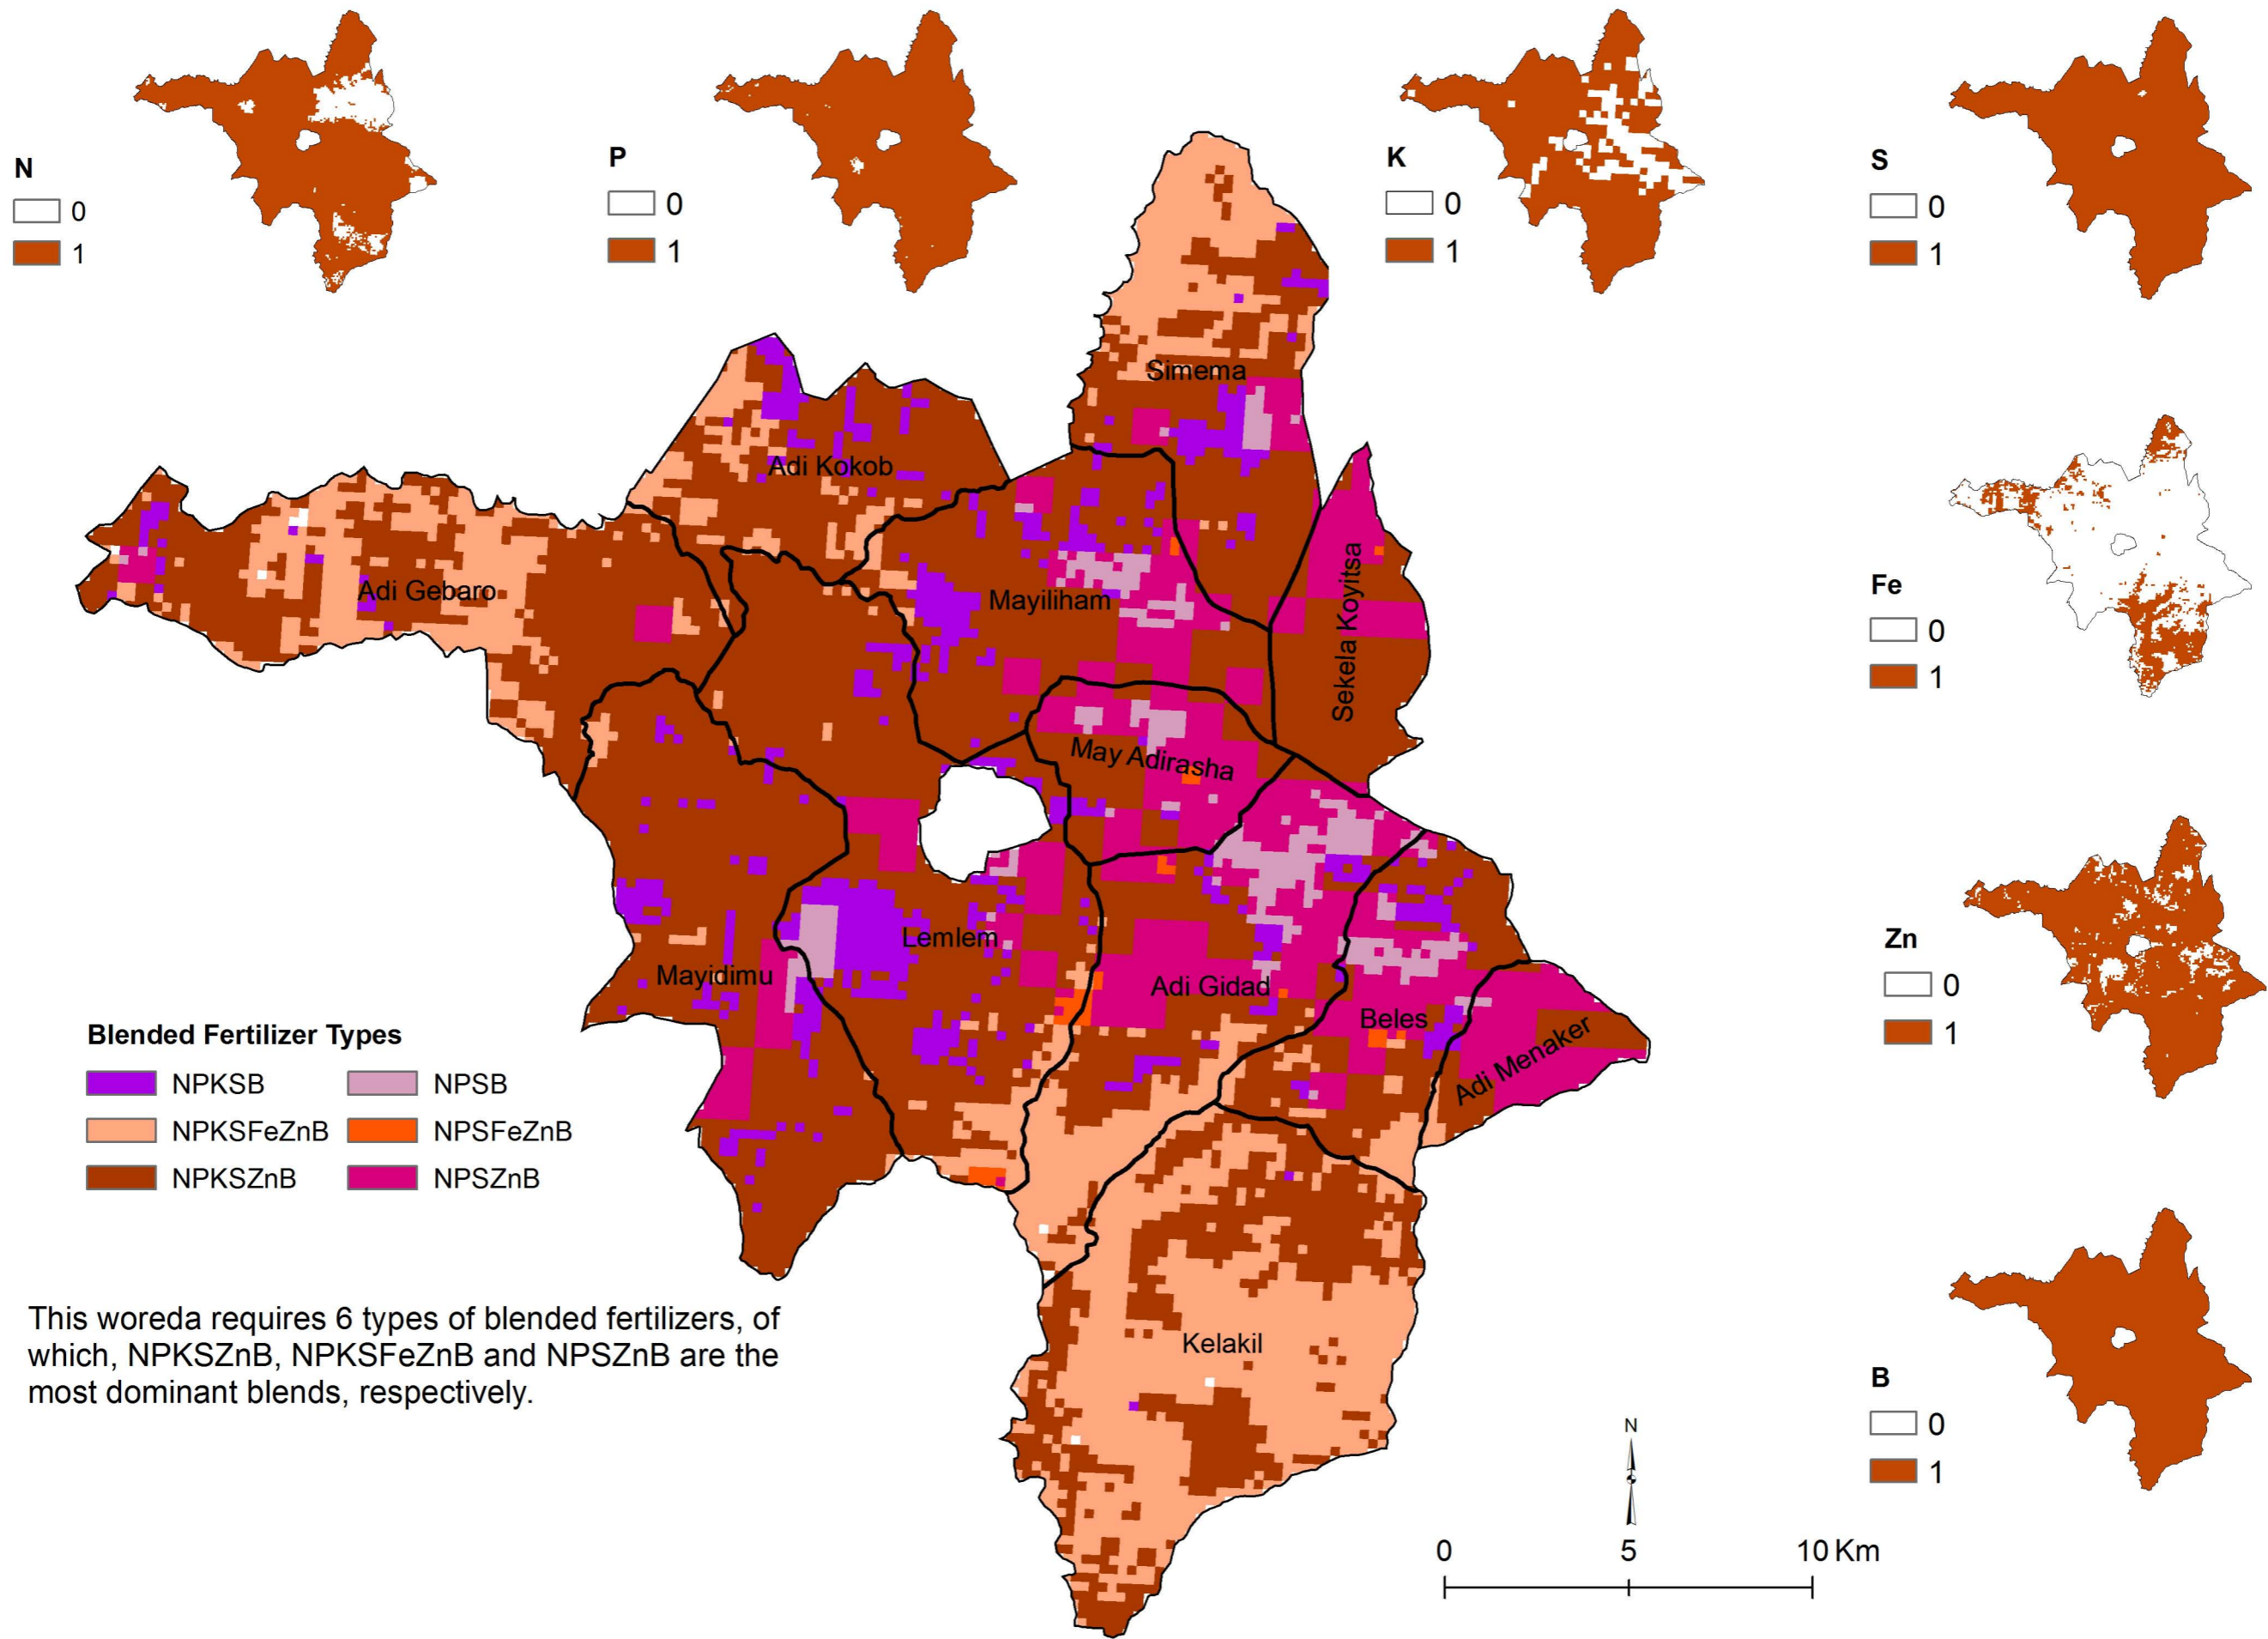 N
0
1
P
0
1
K
0
1
S
0
1
Fe
0
1
Zn
0
1
B
0
1
Simema
Adi Kokob
Adi Gebaro
Mayiliham
Sekela Koyitsa
May Adirasha
Lemlem
Mayidimu
Adi Gidad
Beles
Adi Menaker
Kelakil
Blended Fertilizer Types
NPKSB
NPSB
NPKSFeZnB
NPSFeZnB
NPKSZnB
NPSZnB
This woreda requires 6 types of blended fertilizers, of
which, NPKSZnB, NPKSFeZnB and NPSZnB are the
most dominant blends, respectively.
N
0 5 10 Km